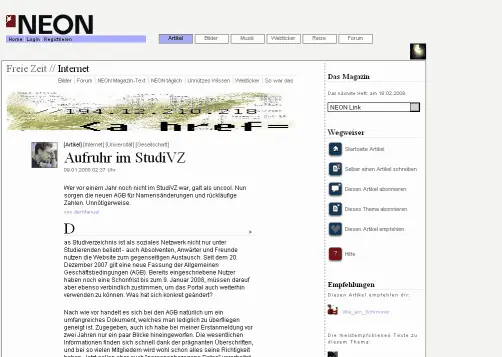 NEON
Home Login Registrieren
Artikel Bilder Musik Weblicker Reise Forum
Freie Zeit // Internet
Bilder Forum NEON Magazin-Text NEON täglich Unnützes Wissen Weblicker So war das
<a href=
[Artikel] [Internet] [Universität] [Gesellschaft]
Aufruhr im StudiVZ
09.01.2008 02:37 Uhr
Wer vor einem Jahr noch nicht im StudiVZ war, galt als uncool. Nun
sorgen die neuen AGB für Namensänderungen und rückläufige
Zahlen. Unnötigerweise.
von derManuel
D
as Studiverzeichnis ist als soziales Netzwerk nicht nur unter
Studierenden beliebt - auch Absolventen, Anwärter und Freunde
nutzen die Website zum gegenseitigen Austausch. Seit dem 20.
Dezember 2007 gilt eine neue Fassung der Allgemeinen
Geschäftsbedingungen (AGB). Bereits eingeschriebene Nutzer
haben noch eine Schonfrist bis zum 9. Januar 2008, müssen darauf
aber ebenso verbindlich zustimmen, um das Portal auch weiterhin
verwenden zu können. Was hat sich konkret geändert?
Nach wie vor handelt es sich bei den AGB natürlich um ein
umfangreiches Dokument, welches man lediglich zu überfliegen
geneigt ist. Zugegeben, auch ich habe bei meiner Erstanmeldung vor
zwei Jahren nur ein paar Blicke hineingeworfen. Die wesentlichen
Informationen finden sich schnell dank der prägnanten Überschriften,
und bei so vielen Mitgliedern wird wohl schon alles seine Richtigkeit
Das Magazin
Das nächste Heft: am 16.02.2009
NEON Link
Wegweiser
Startseite Artikel
Selber einen Artikel schreiben
Diesen Artikel abonnieren
Dieses Thema abonnieren
Diesen Artikel empfehlen
Hilfe
Empfehlungen
Diesen Artikel empfehlen dir:
Die meistempfohlenen Texte zu
diesem Thema: